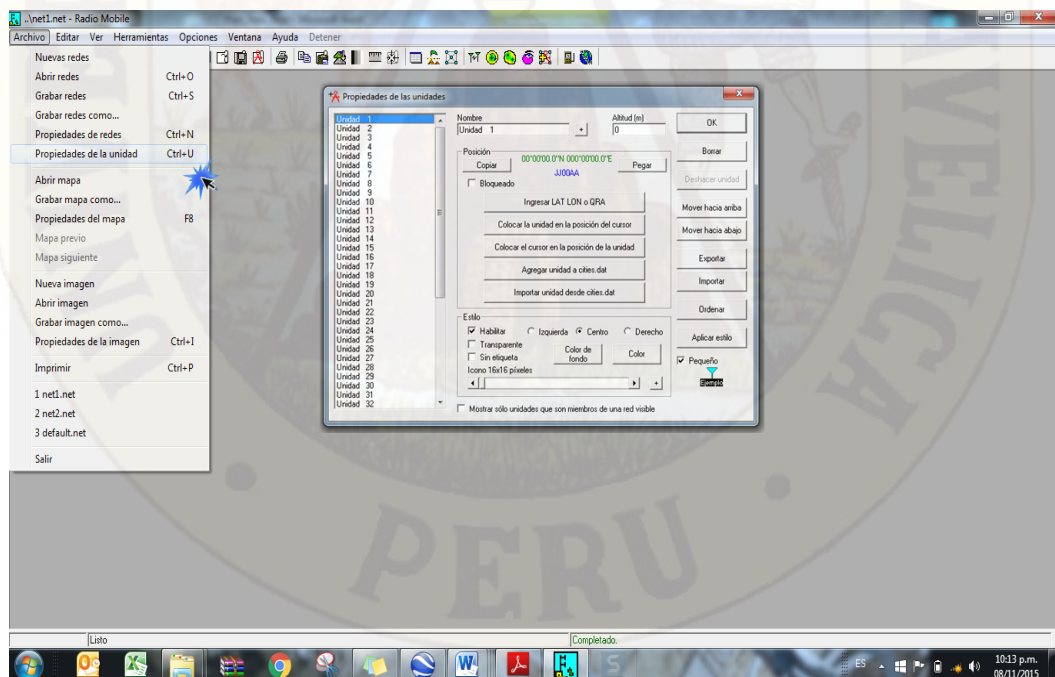 ..\net1.net - Radio Mobile
Archivo Editar Ver Herramientas Opciones Ventana Ayuda Detener
Nuevas redes
Abrir redes Ctrl+O
Grabar redes Ctrl+S
Grabar redes como...
Propiedades de redes Ctrl+N
Propiedades de la unidad Ctrl+U
Abrir mapa
Grabar mapa como...
Propiedades del mapa F8
Mapa previo
Mapa siguiente
Nueva imagen
Abrir imagen
Grabar imagen como...
Propiedades de la imagen Ctrl+I
Imprimir Ctrl+P
1 net1.net
2 net2.net
3 default.net
Salir
Propiedades de las unidades
Unidad 1
Unidad 2
Unidad 3
Unidad 4
Unidad 5
Unidad 6
Unidad 7
Unidad 8
Unidad 9
Unidad 10
Unidad 11
Unidad 12
Unidad 13
Unidad 14
Unidad 15
Unidad 16
Unidad 17
Unidad 18
Unidad 19
Unidad 20
Unidad 21
Unidad 22
Unidad 23
Unidad 24
Unidad 25
Unidad 26
Unidad 27
Unidad 28
Unidad 29
Unidad 30
Unidad 31
Unidad 32
Nombre Altitud (m)
Unidad 1 + 0
Posición
Copiar 00°00'00.0"N 000°00'00.0"E Pegar
JJ00AA
Bloqueado
Ingresar LAT LON o QRA
Colocar la unidad en la posición del cursor
Colocar el cursor en la posición de la unidad
Agregar unidad a cities.dat
Importar unidad desde cities.dat
Estilo
Habilitar Izquierda Centro Derecho
Transparente
Sin etiqueta
Color de fondo
Color
Icono 16x16 píxeles
+
Mostrar sólo unidades que son miembros de una red visible
OK
Borrar
Deshacer unidad
Mover hacia arriba
Mover hacia abajo
Exportar
Importar
Ordenar
Aplicar estilo
Pequeño
Ejemplo
PERU
Listo Completado.
ES
10:13 p.m.
08/11/2015